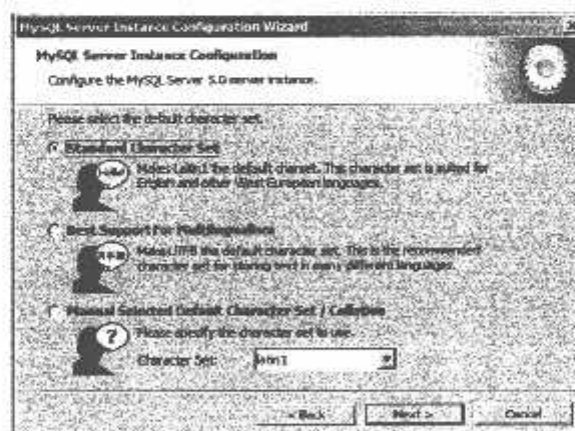 MySQL Server Instance Configuration Wizard
MySQL Server Instance Configuration
Configure the MySQL Server 5.0 server instance.
Please select the default character set.
Standard Character Set
Makes Latin1 the default charset. This character set is suited for
English and other West European languages.
Best Support For Multilingualism
Make UTF8 the default character set. This is the recommended
character set for storing text in many different languages.
Manual Selected Default Character Set / Collation
?
Please specify the character set to use.
Character Set:
latin1
< Back
Next >
Cancel